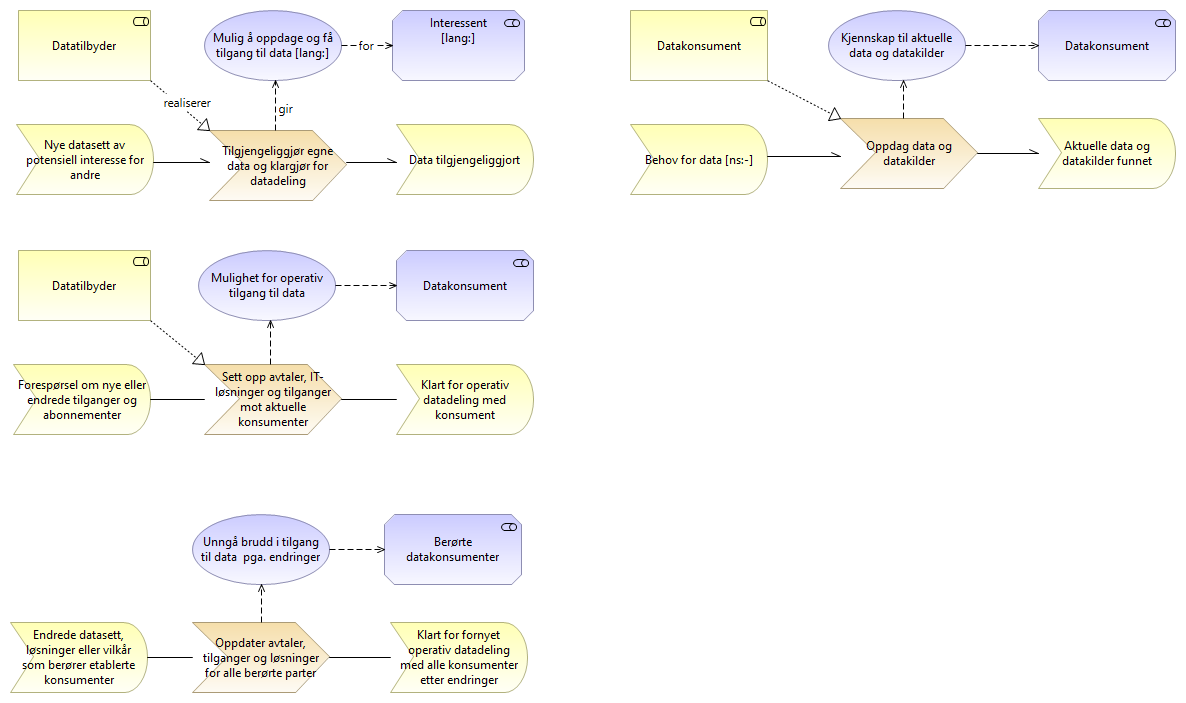 Datatilbyder
Mulig å oppdage og få
tilgang til data [lang:]
for
Interessent
[lang:]
realiserer
gir
Nye datasett av
potensiell interesse for
andre
Tilgjengeliggjør egne
data og klargjør for
datadeling
Data tilgjengeliggjort
Datakonsument
Kjennskap til aktuelle
data og datakilder
Datakonsument
Behov for data [ns:-]
Oppdag data og
datakilder
Aktuelle data og
datakilder funnet
Datatilbyder
Mulighet for operativ
tilgang til data
Datakonsument
Forespørsel om nye eller
endrede tilganger og
abonnementer
Sett opp avtaler, IT-
løsninger og tilganger
mot aktuelle
konsumenter
Klart for operativ
datadeling med
konsument
Unngå brudd i tilgang
til data  pga. endringer
Berørte
datakonsumenter
Endrede datasett,
løsninger eller vilkår
som berører etablerte
konsumenter
Oppdater avtaler,
tilganger og løsninger
for alle berørte parter
Klart for fornyet
operativ datadeling
med alle konsumenter
etter endringer